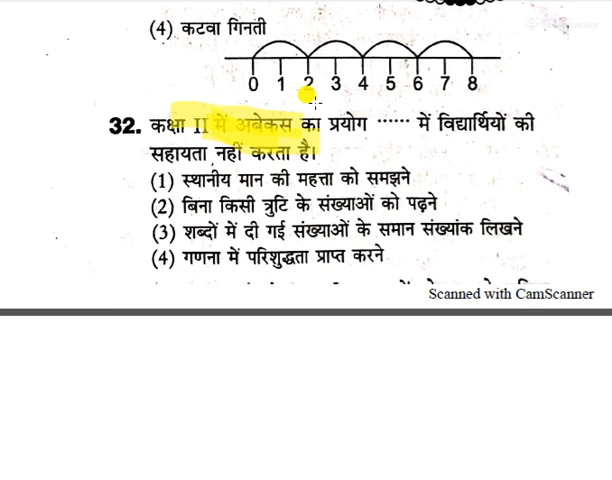 (4) कटवा गिनती
0 1 2 3 4 5 6 7 8
32. कक्षा II में अबेकस का प्रयोग ······ में विद्यार्थियों की
सहायता नहीं करता है।
(1) स्थानीय मान की महत्ता को समझने
(2) बिना किसी त्रुटि के संख्याओं को पढ़ने
(3) शब्दों में दी गई संख्याओं के समान संख्यांक लिखने
(4) गणना में परिशुद्धता प्राप्त करने
Scanned with CamScanner